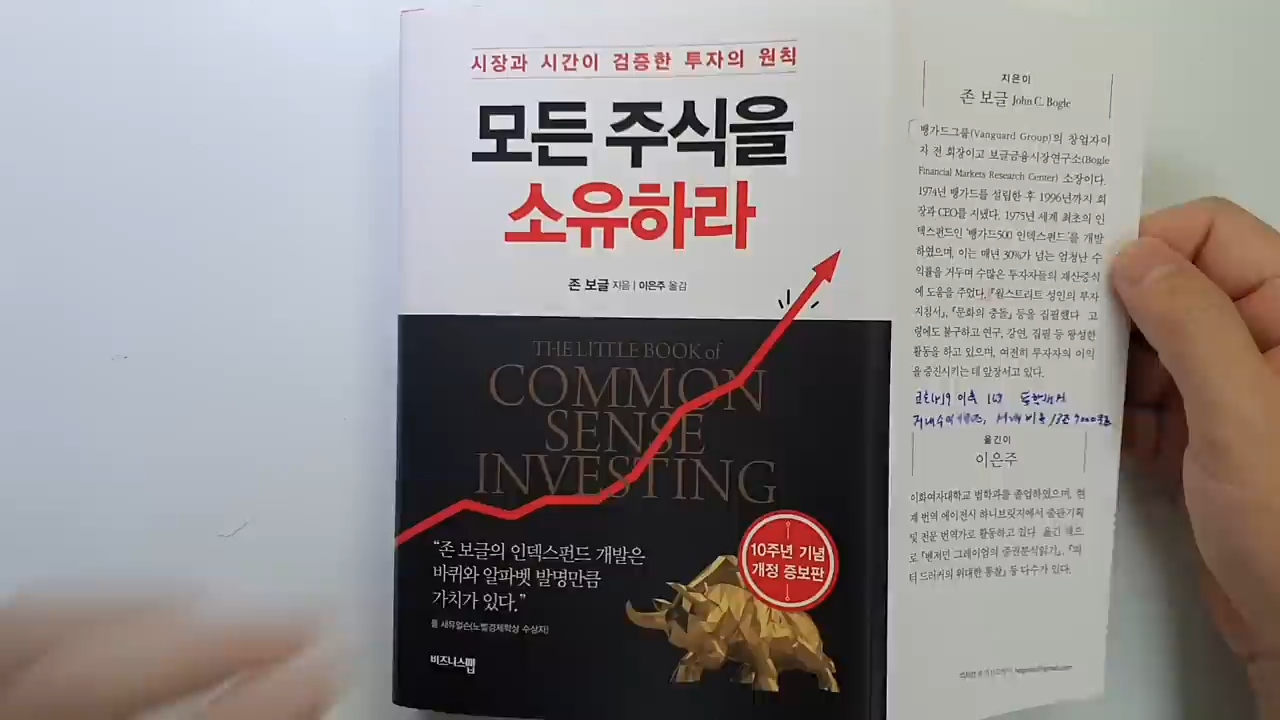 시장과 시간이 검증한 투자의 원칙
모든 주식을
소유하라
존 보글 지음 | 이은주 옮김
THE LITTLE BOOK of
COMMON
SENSE
INVESTING
“존 보글의 인덱스펀드 개발은
바퀴와 알파벳 발명만큼
가치가 있다.”
폴 새뮤얼슨(노벨경제학상 수상자)
10주년 기념
개정 증보판
비즈니스맵
지은이
존 보글 John C. Bogle
뱅가드그룹(Vanguard Group)의 창업자이
자 전 회장이고 보글금융시장연구소(Bogle
Financial Markets Research Center) 소장이다.
1974년 뱅가드를 설립한 후 1996년까지 회
장과 CEO를 지냈다. 1975년 세계 최초의 인
덱스펀드인 ‘뱅가드500 인덱스펀드’를 개발
하였으며, 이는 매년 30%가 넘는 엄청난 수
익률을 거두며 수많은 투자자들의 재산증식
에 도움을 주었다. 『월스트리트 성인의 부자
지침서』, 『문화의 충돌』 등을 집필했다. 고
령에도 불구하고 연구, 강연, 집필 등 왕성한
활동을 하고 있으며, 여전히 투자자의 이익
을 증진시키는 데 앞장서고 있다.
코로나19 이후 1년
옮긴이
이은주
이화여자대학교 법학과를 졸업하였으며, 현
재 번역 에이전시 하니브릿지에서 출판기획
및 전문 번역가로 활동하고 있다. 옮긴 책으
로 『벤저민 그레이엄의 증권분석읽기』, 『피
터 드러커의 위대한 통찰』 등 다수가 있다.